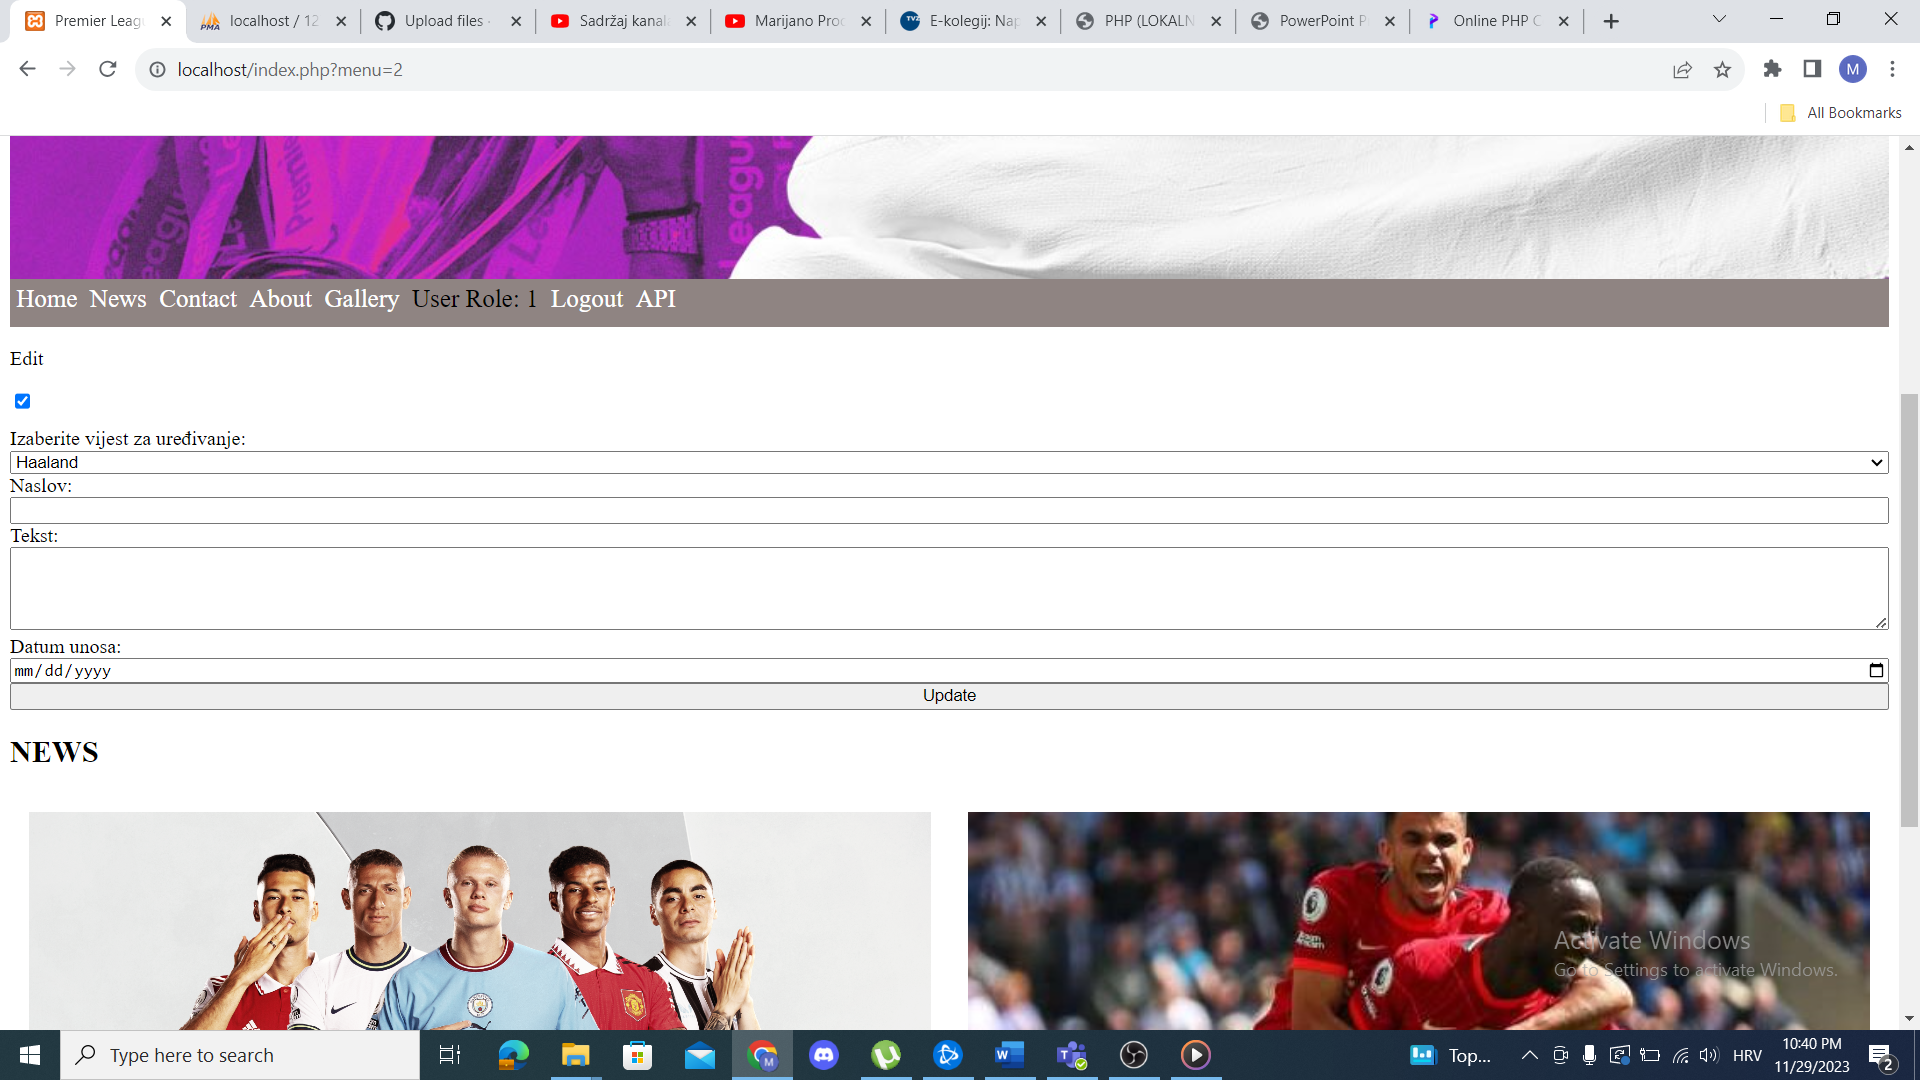 Premier Leag
localhost / 12
Upload files ·
Sadržaj kanal
Marijano Proc
E-kolegij: Nap
PHP (LOKALN
PowerPoint P
Online PHP C
localhost/index.php?menu=2
M
All Bookmarks
Home News Contact About Gallery User Role: 1 Logout API
Edit
Izaberite vijest za uređivanje:
Haaland
Naslov:
Tekst:
Datum unosa:
mm/dd/yyyy
Update
NEWS
Activate Windows
Go to Settings to activate Windows.
Type here to search
Top...
HRV
10:40 PM
11/29/2023
2